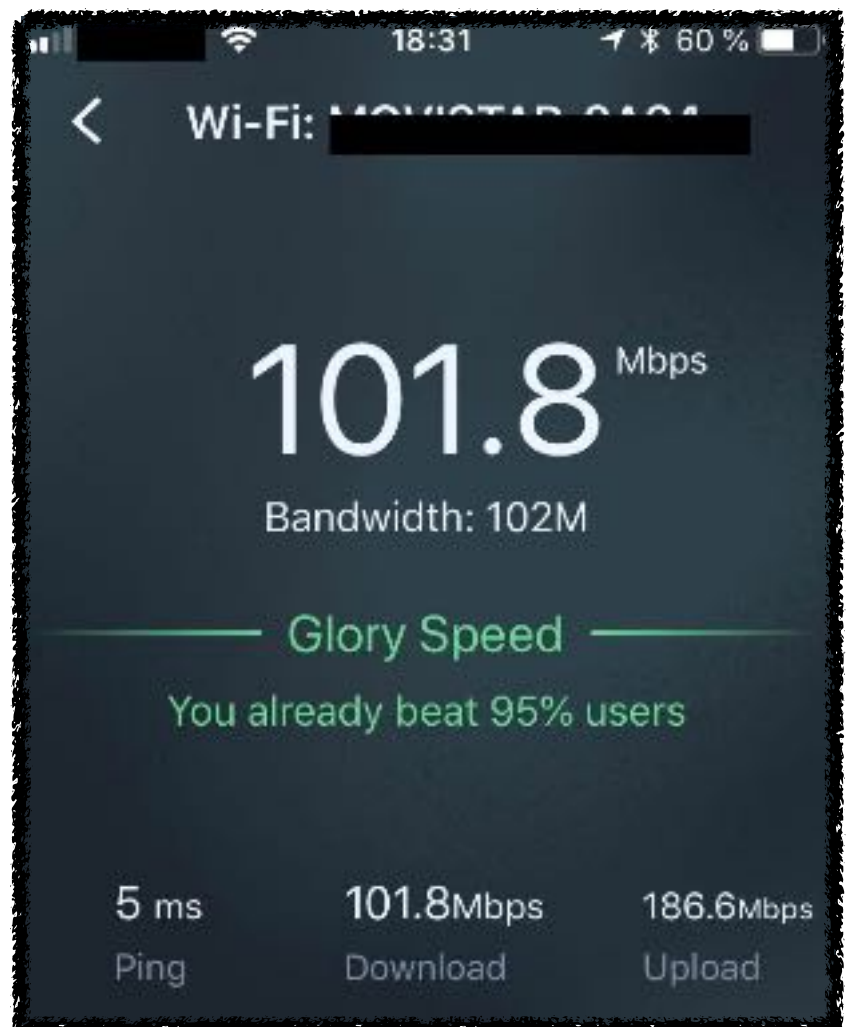 18:31 60 %
Wi-Fi:
101.8 Mbps
Bandwidth: 102M
Glory Speed
You already beat 95% users
5 ms 101.8Mbps 186.6Mbps
Ping Download Upload